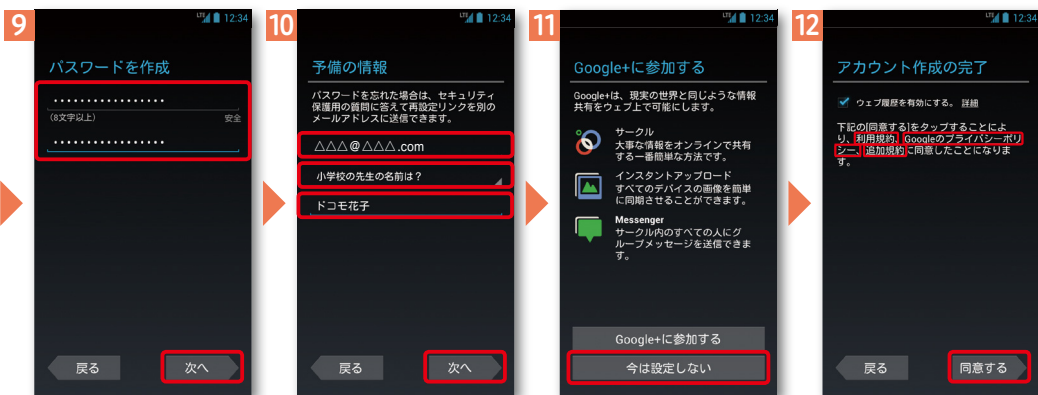 9
LTE 12:34
パスワードを作成
・・・・・・・・・・・・・・・・・
(8文字以上) 安全
・・・・・・・・・・・・・・・・・
戻る 次へ
10
LTE 12:34
予備の情報
パスワードを忘れた場合は、セキュリティ
保護用の質問に答えて再設定リンクを別の
メールアドレスに送信できます。
△△△@△△△.com
小学校の先生の名前は？
ドコモ花子
戻る 次へ
11
LTE 12:34
Google+に参加する
Google+は、現実の世界と同じような情報
共有をウェブ上で可能にします。
サークル
大事な情報をオンラインで共有
する一番簡単な方法です。
インスタントアップロード
すべてのデバイスの画像を簡単
に同期させることができます。
Messenger
サークル内のすべての人にグ
ループメッセージを送信できま
す。
Google+に参加する
今は設定しない
12
LTE 12:34
アカウント作成の完了
ウェブ履歴を有効にする。 詳細
下記の[同意する]をタップすることによ
り、利用規約、Googleのプライバシーポリ
シー、追加規約に同意したことになりま
す。
戻る 同意する